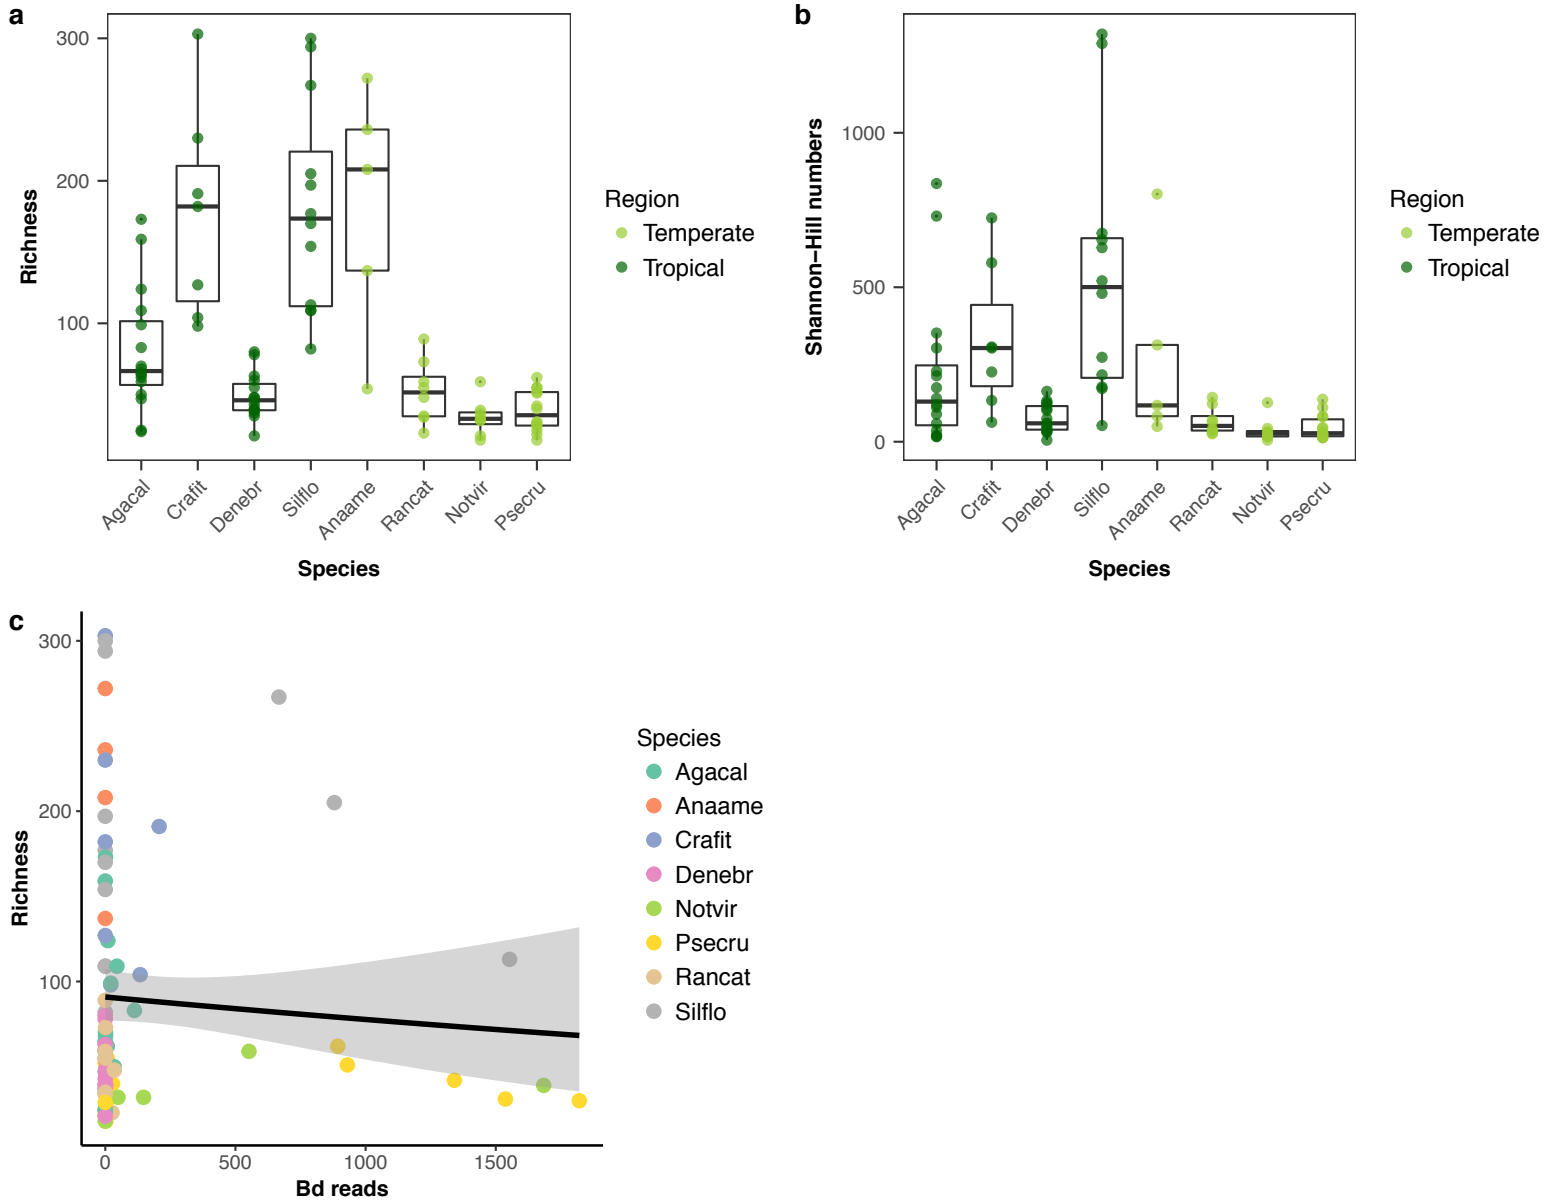 a
Richness
300
200
100
Agacal
Crafit
Denebr
Silflo
Anaame
Rancat
Notvir
Psecru
Species
Region
Temperate
Tropical
b
Shannon–Hill numbers
1000
500
0
Agacal
Crafit
Denebr
Silflo
Anaame
Rancat
Notvir
Psecru
Species
Region
Temperate
Tropical
c
Richness
300
200
100
0
500
1000
1500
Bd reads
Species
Agacal
Anaame
Crafit
Denebr
Notvir
Psecru
Rancat
Silflo